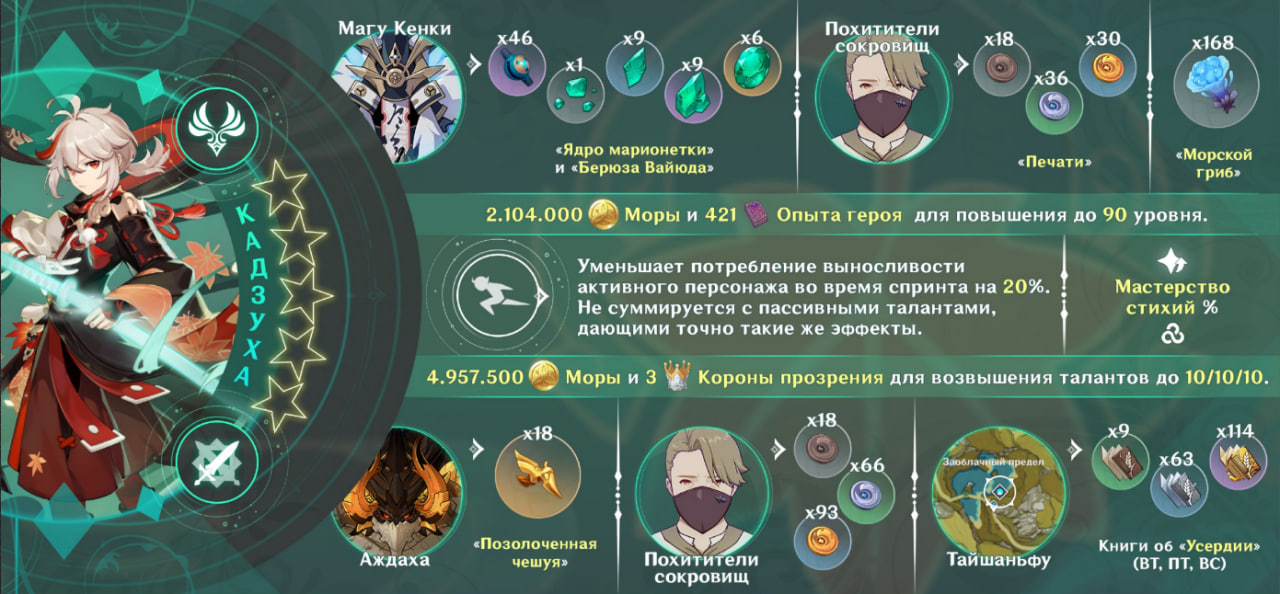 КАДЗУХА
Магу Кенки
x46
x1
x9
x9
x6
«Ядро марионетки»
и «Берюза Вайюда»
Похитители
сокровищ
x18
x36
x30
«Печати»
x168
«Морской
гриб»
2.104.000 Моры и 421 Опыта героя для повышения до 90 уровня.
Уменьшает потребление выносливости
активного персонажа во время спринта на 20%.
Не суммируется с пассивными талантами,
дающими точно такие же эффекты.
Мастерство
стихий %
4.957.500 Моры и 3 Короны прозрения для возвышения талантов до 10/10/10.
Аждаха
x18
«Позолоченная
чешуя»
Похитители
сокровищ
x18
x66
x93
Заоблачный предел
Тайшаньфу
x9
x63
x114
Книги об «Усердии»
(ВТ, ПТ, ВС)